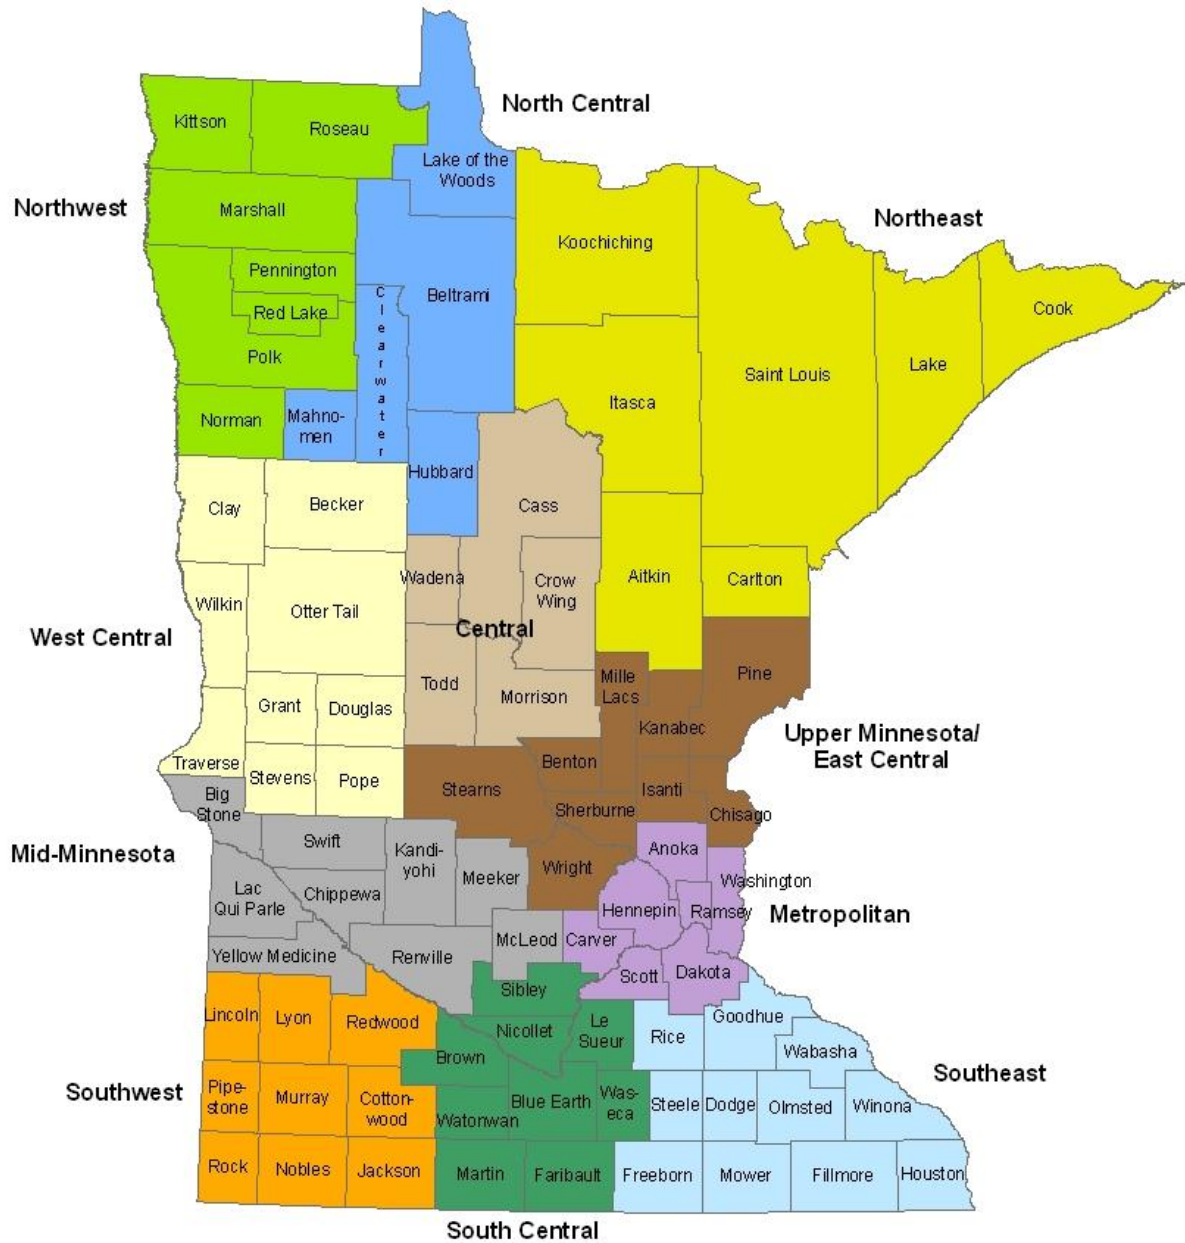 North Central
Kittson
Roseau
Lake of the
Woods
Northwest
Marshall
Northeast
Koochiching
Pennington
Beltrami
Clearwater
Red Lake
Cook
Polk
Saint Louis
Lake
Itasca
Norman
Mahno-
men
Hubbard
Clay
Becker
Cass
Wadena
Crow
Wing
Aitkin
Carlton
Wilkin
Otter Tail
West Central
Central
Todd
Morrison
Mille
Lacs
Pine
Grant
Douglas
Kanabec
Upper Minnesota/
East Central
Traverse
Stevens
Pope
Benton
Stearns
Isanti
Big
Stone
Sherburne
Chisago
Swift
Mid-Minnesota
Kandi-
yohi
Anoka
Meeker
Wright
Washington
Lac
Qui Parle
Chippewa
Hennepin
Ramsey
Metropolitan
McLeod
Carver
Yellow Medicine
Renville
Scott
Dakota
Sibley
Lincoln
Lyon
Redwood
Nicollet
Le
Sueur
Rice
Goodhue
Wabasha
Brown
Southeast
Southwest
Pipe-
stone
Murray
Cotton-
wood
Watonwan
Blue Earth
Was-
eca
Steele
Dodge
Olmsted
Winona
Rock
Nobles
Jackson
Martin
Faribault
Freeborn
Mower
Fillmore
Houston
South Central